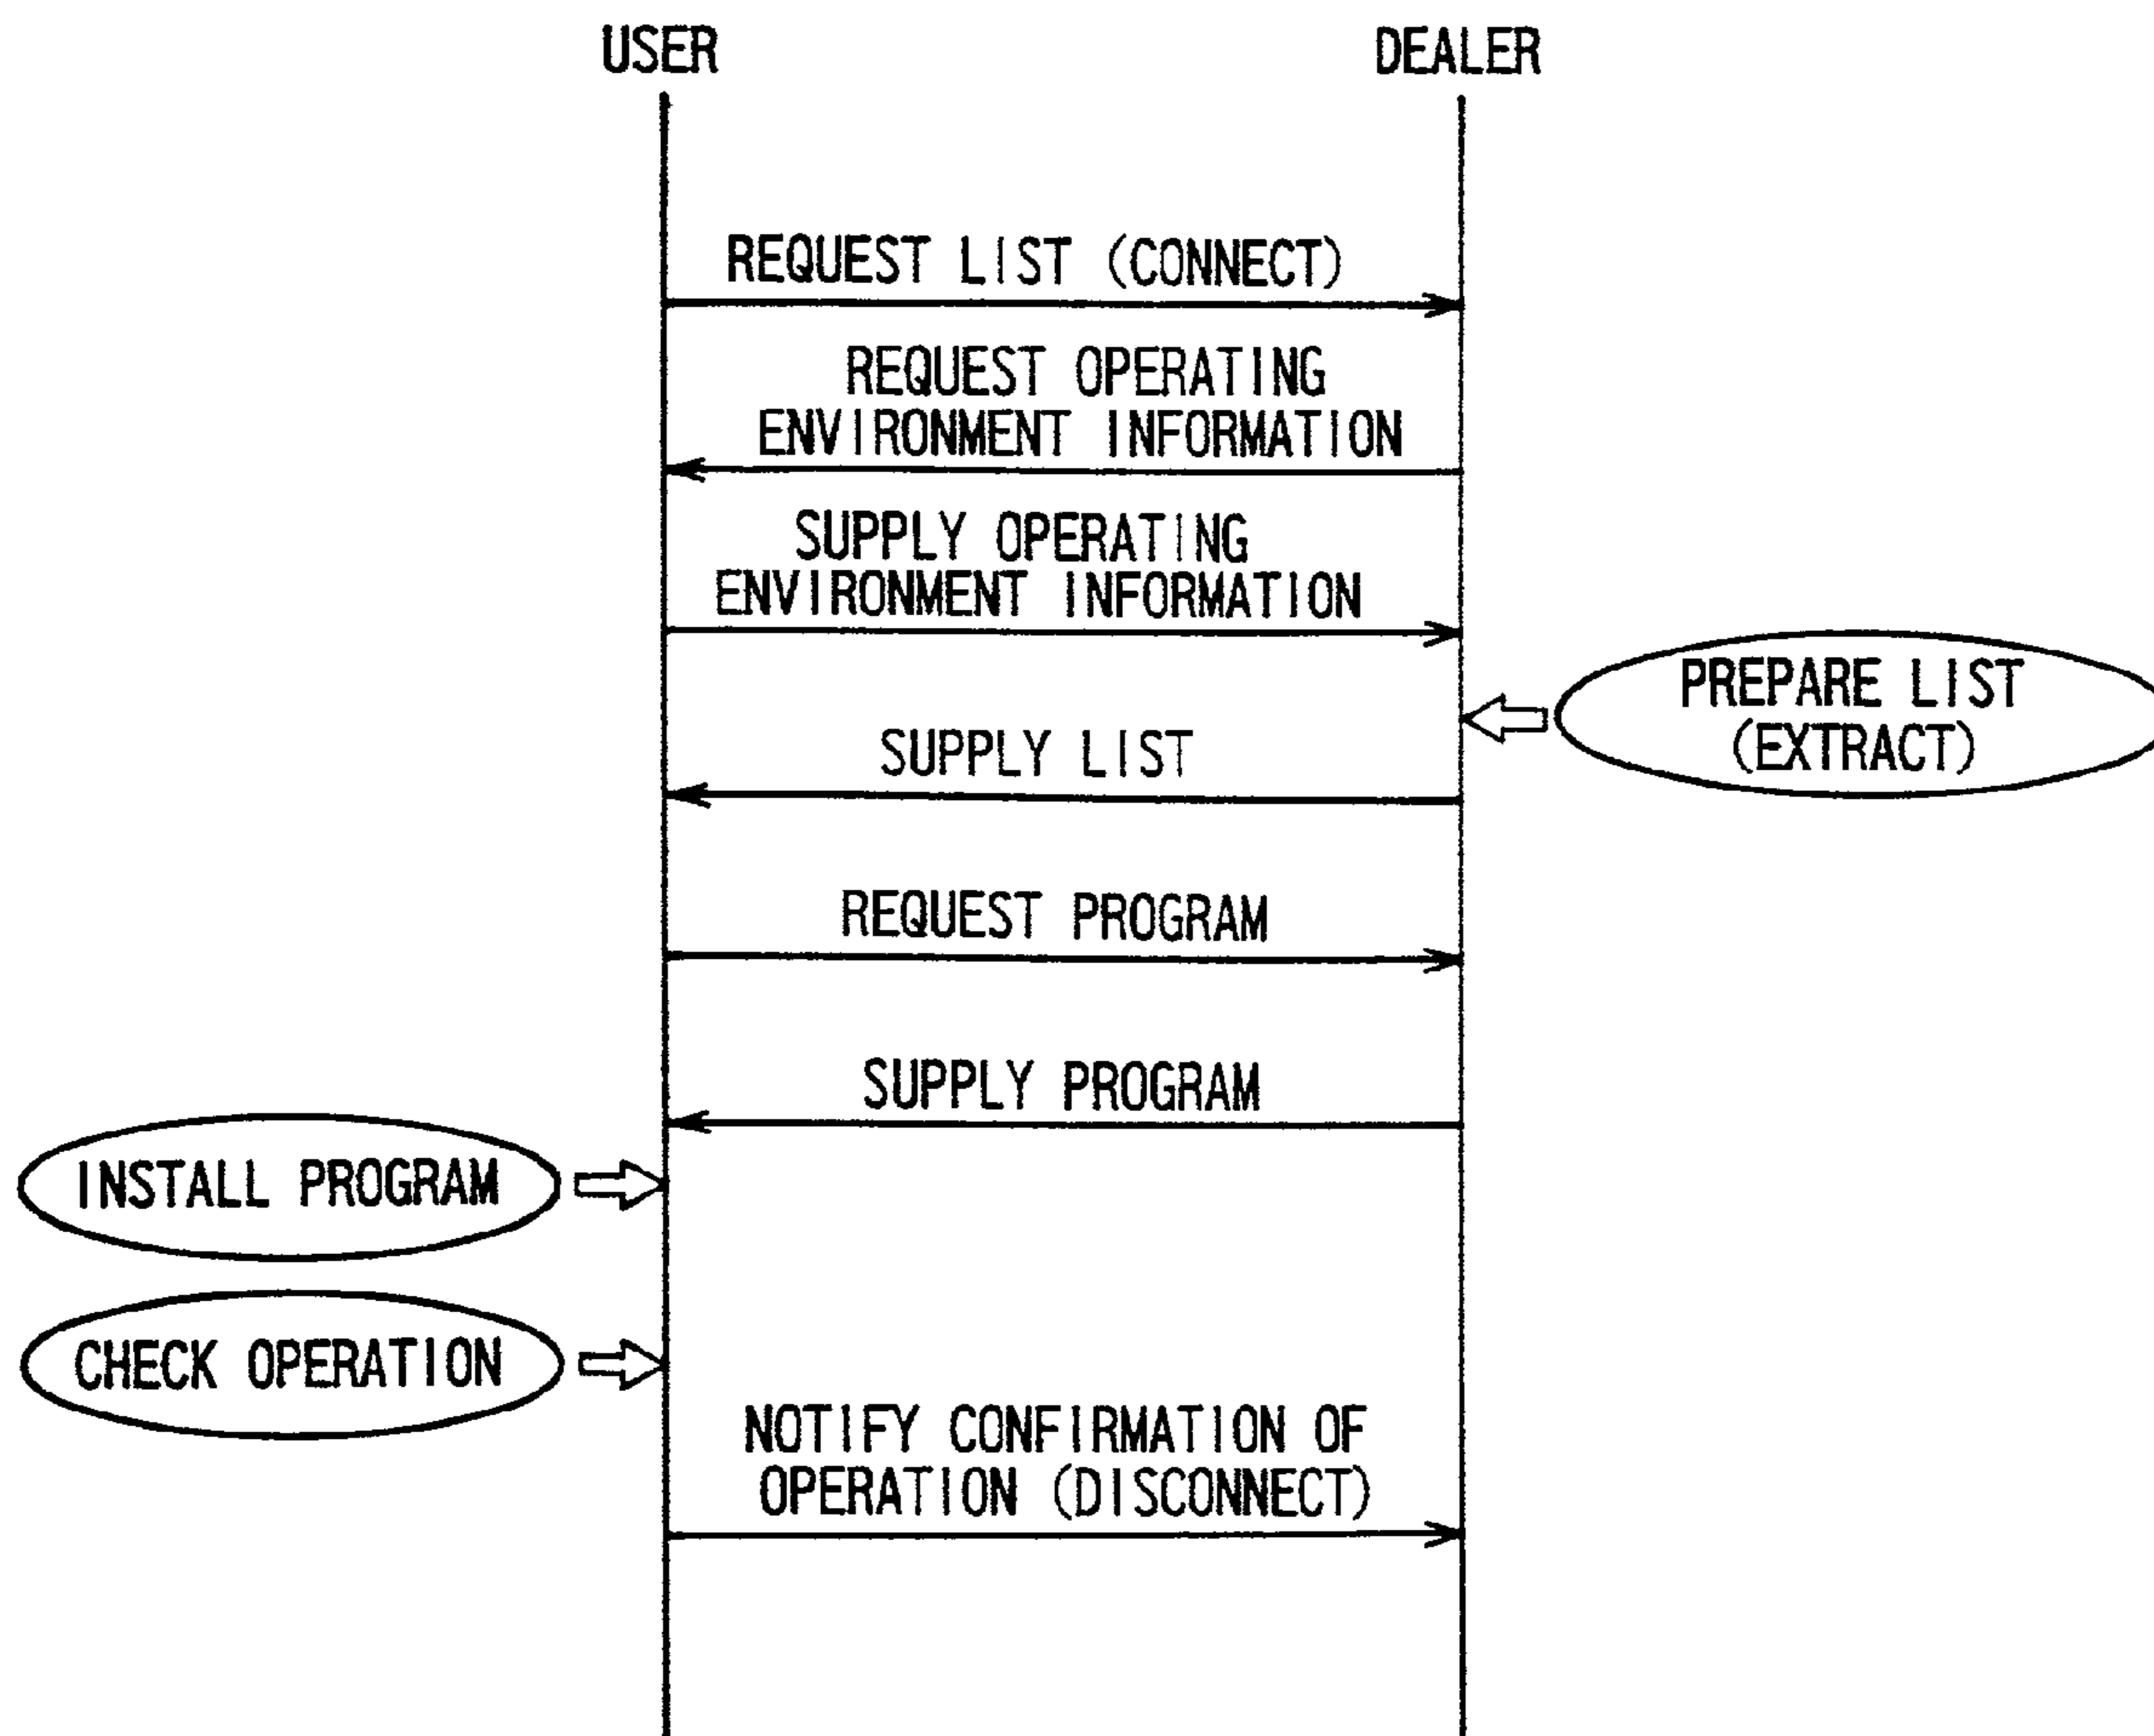 USER
DEALER
REQUEST LIST (CONNECT)
REQUEST OPERATING
ENVIRONMENT INFORMATION
SUPPLY OPERATING
ENVIRONMENT INFORMATION
PREPARE LIST
(EXTRACT)
SUPPLY LIST
REQUEST PROGRAM
SUPPLY PROGRAM
INSTALL PROGRAM
CHECK OPERATION
NOTIFY CONFIRMATION OF
OPERATION (DISCONNECT)